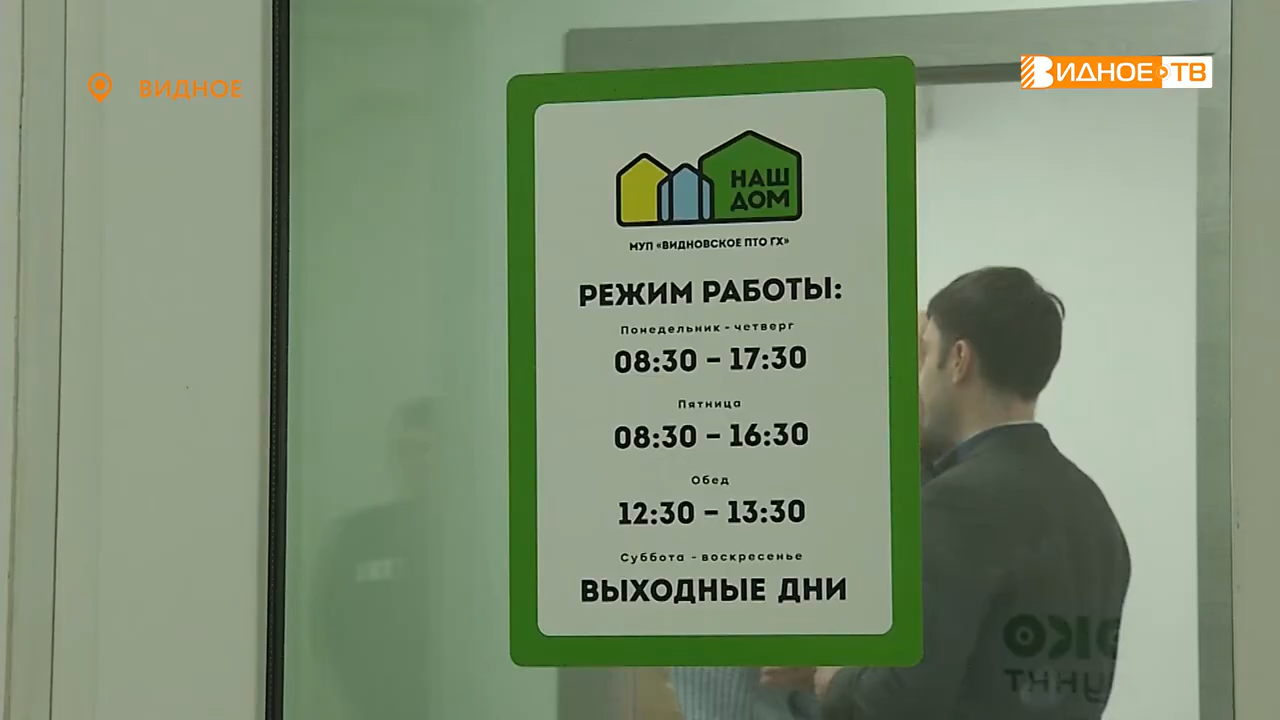 ВИДНОЕ
ВИДНОЕ ТВ
НАШ
ДОМ
МУП «ВИДНОВСКОЕ ПТО ГХ»
РЕЖИМ РАБОТЫ:
Понедельник - четверг
08:30 – 17:30
Пятница
08:30 – 16:30
Обед
12:30 – 13:30
Суббота - воскресенье
ВЫХОДНЫЕ ДНИ